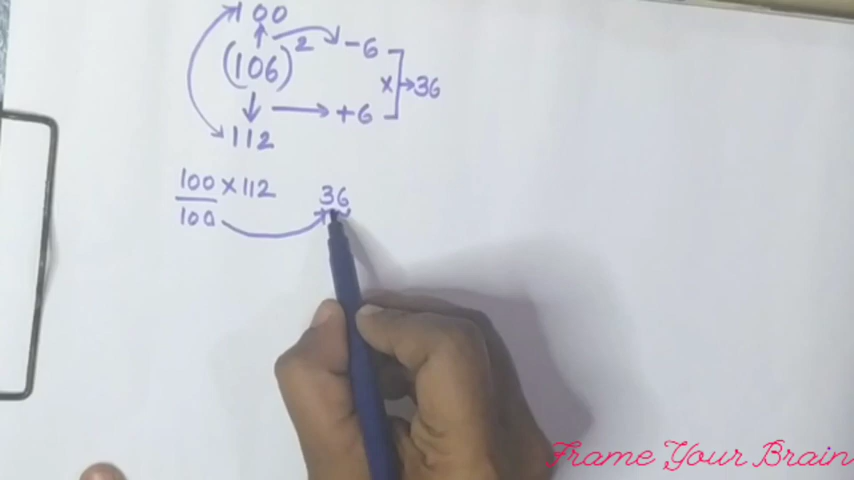 100
(106)² → -6
× → 36
→ +6
112
100/100 × 112 36
Frame Your Brain